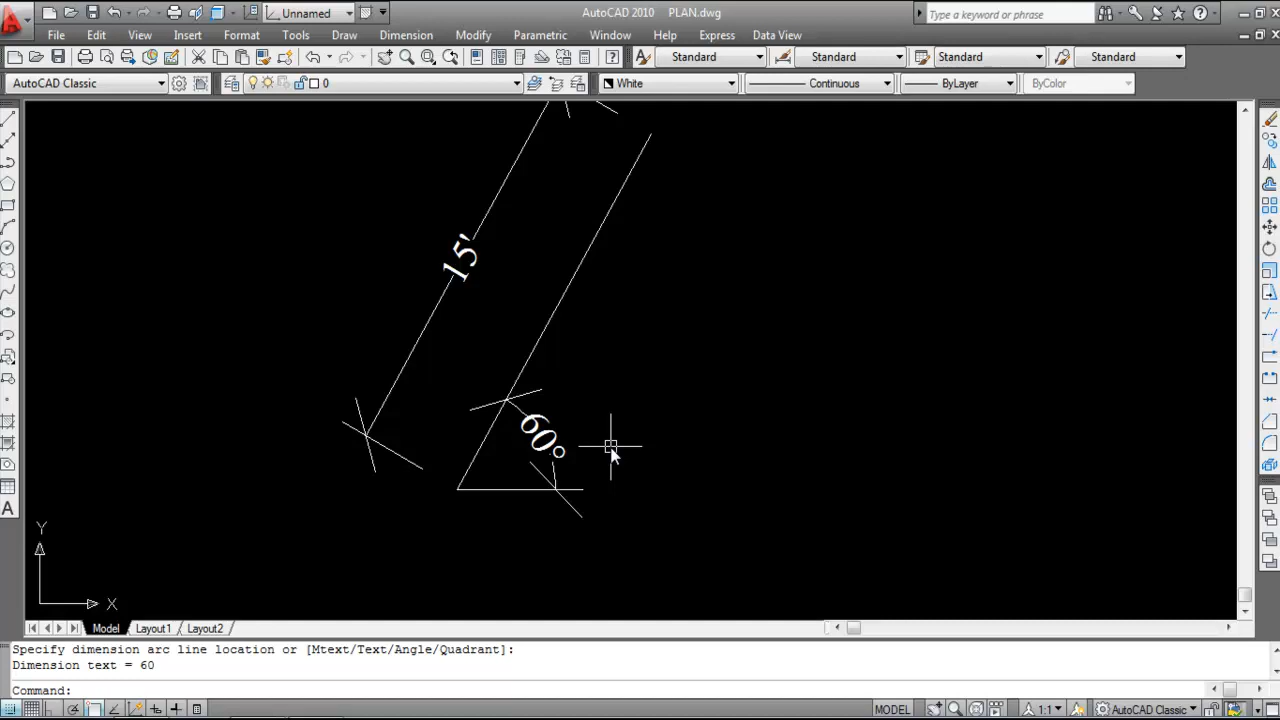 Unnamed
AutoCAD 2010 PLAN.dwg
Type a keyword or phrase
File Edit View Insert Format Tools Draw Dimension Modify Parametric Window Help Express Data View
Standard Standard Standard Standard
AutoCAD Classic 0 White Continuous ByLayer ByColor
15'
60°
Y
X
Model Layout1 Layout2
Specify dimension arc line location or [Mtext/Text/Angle/Quadrant]:
Dimension text = 60
Command:
MODEL 1:1 AutoCAD Classic